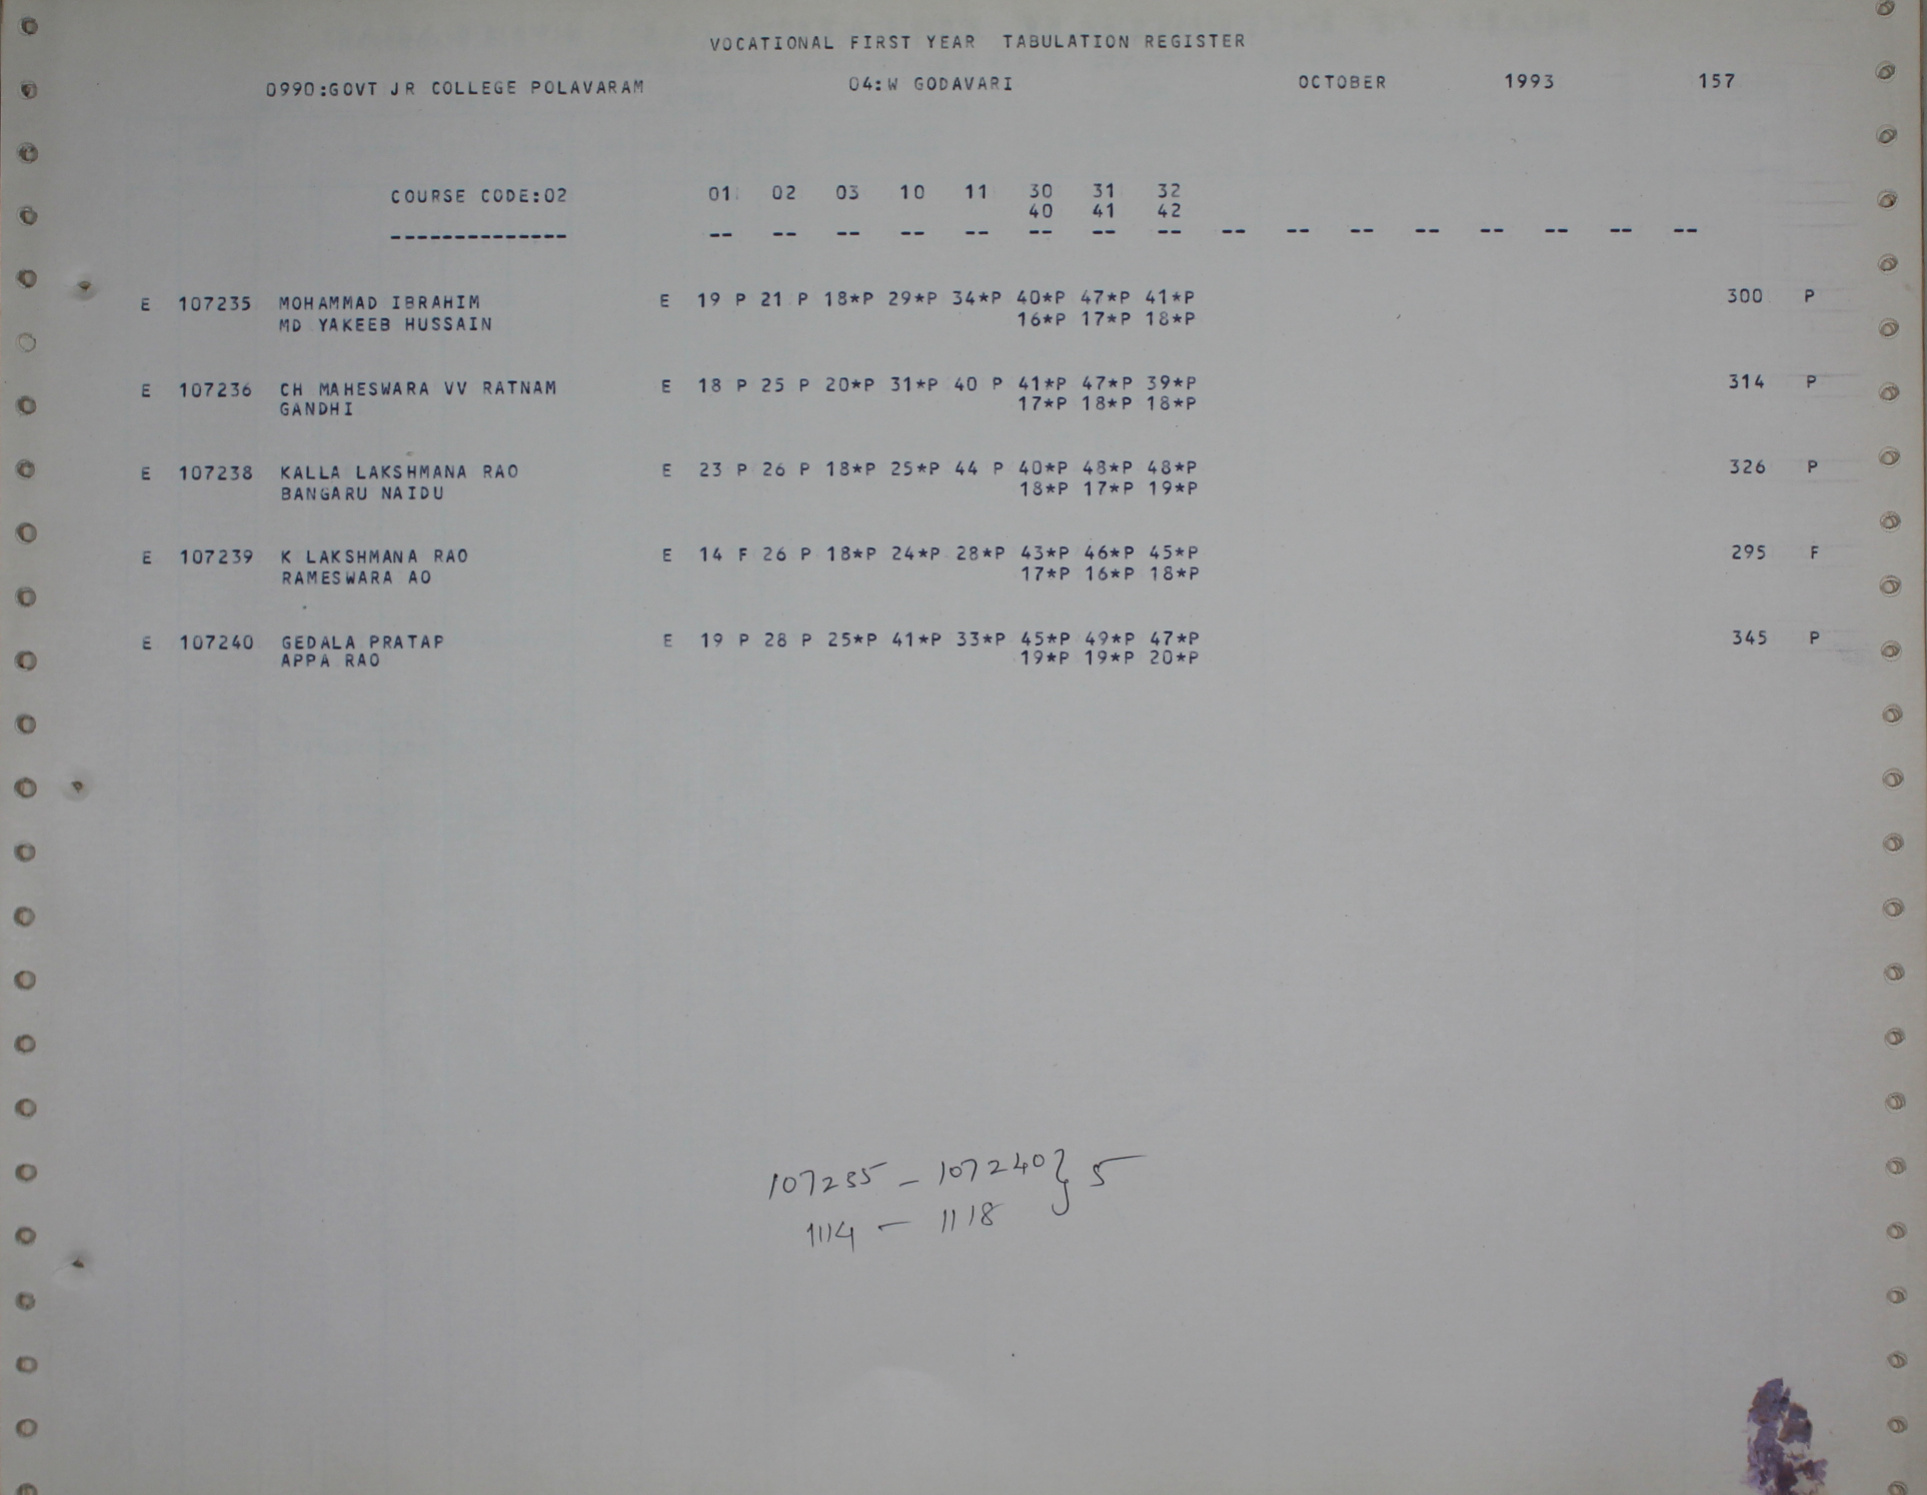 VOCATIONAL FIRST YEAR TABULATION REGISTER
0990:GOVT JR COLLEGE POLAVARAM 04:W GODAVARI OCTOBER 1993 157
COURSE CODE:02 01 02 03 10 11 30 31 32
40 41 42
-------------- -- -- -- -- -- -- -- -- -- -- -- -- -- -- -- --
E 107235 MOHAMMAD IBRAHIM E 19 P 21 P 18*P 29*P 34*P 40*P 47*P 41*P 300 P
MD YAKEEB HUSSAIN 16*P 17*P 18*P
E 107236 CH MAHESWARA VV RATNAM E 18 P 25 P 20*P 31*P 40 P 41*P 47*P 39*P 314 P
GANDHI 17*P 18*P 18*P
E 107238 KALLA LAKSHMANA RAO E 23 P 26 P 18*P 25*P 44 P 40*P 48*P 48*P 326 P
BANGARU NAIDU 18*P 17*P 19*P
E 107239 K LAKSHMANA RAO E 14 F 26 P 18*P 24*P 28*P 43*P 46*P 45*P 295 F
RAMESWARA AO 17*P 16*P 18*P
E 107240 GEDALA PRATAP E 19 P 28 P 25*P 41*P 33*P 45*P 49*P 47*P 345 P
APPA RAO 19*P 19*P 20*P
107235 - 107240 } 5
1114 - 1118